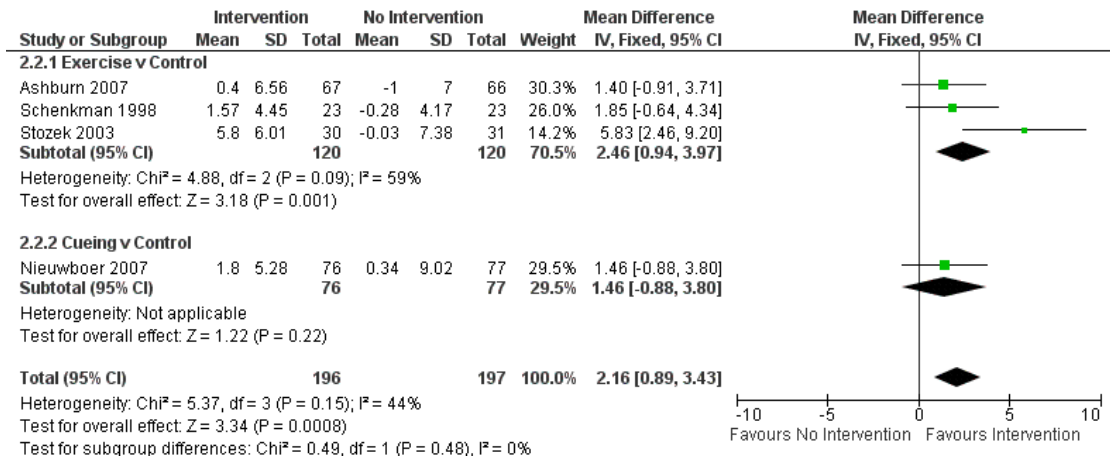 Intervention No Intervention Mean Difference Mean Difference
Study or Subgroup Mean SD Total Mean SD Total Weight IV, Fixed, 95% CI IV, Fixed, 95% CI
2.2.1 Exercise v Control
Ashburn 2007 0.4 6.56 67 -1 7 66 30.3% 1.40 [-0.91, 3.71]
Schenkman 1998 1.57 4.45 23 -0.28 4.17 23 26.0% 1.85 [-0.64, 4.34]
Stozek 2003 5.8 6.01 30 -0.03 7.38 31 14.2% 5.83 [2.46, 9.20]
Subtotal (95% CI) 120 120 70.5% 2.46 [0.94, 3.97]
Heterogeneity: Chi² = 4.88, df = 2 (P = 0.09); I² = 59%
Test for overall effect: Z = 3.18 (P = 0.001)
2.2.2 Cueing v Control
Nieuwboer 2007 1.8 5.28 76 0.34 9.02 77 29.5% 1.46 [-0.88, 3.80]
Subtotal (95% CI) 76 77 29.5% 1.46 [-0.88, 3.80]
Heterogeneity: Not applicable
Test for overall effect: Z = 1.22 (P = 0.22)
Total (95% CI) 196 197 100.0% 2.16 [0.89, 3.43]
Heterogeneity: Chi² = 5.37, df = 3 (P = 0.15); I² = 44%
Test for overall effect: Z = 3.34 (P = 0.0008)
Test for subgroup differences: Chi² = 0.49, df = 1 (P = 0.48), I² = 0%
-10 -5 0 5 10
Favours No Intervention Favours Intervention